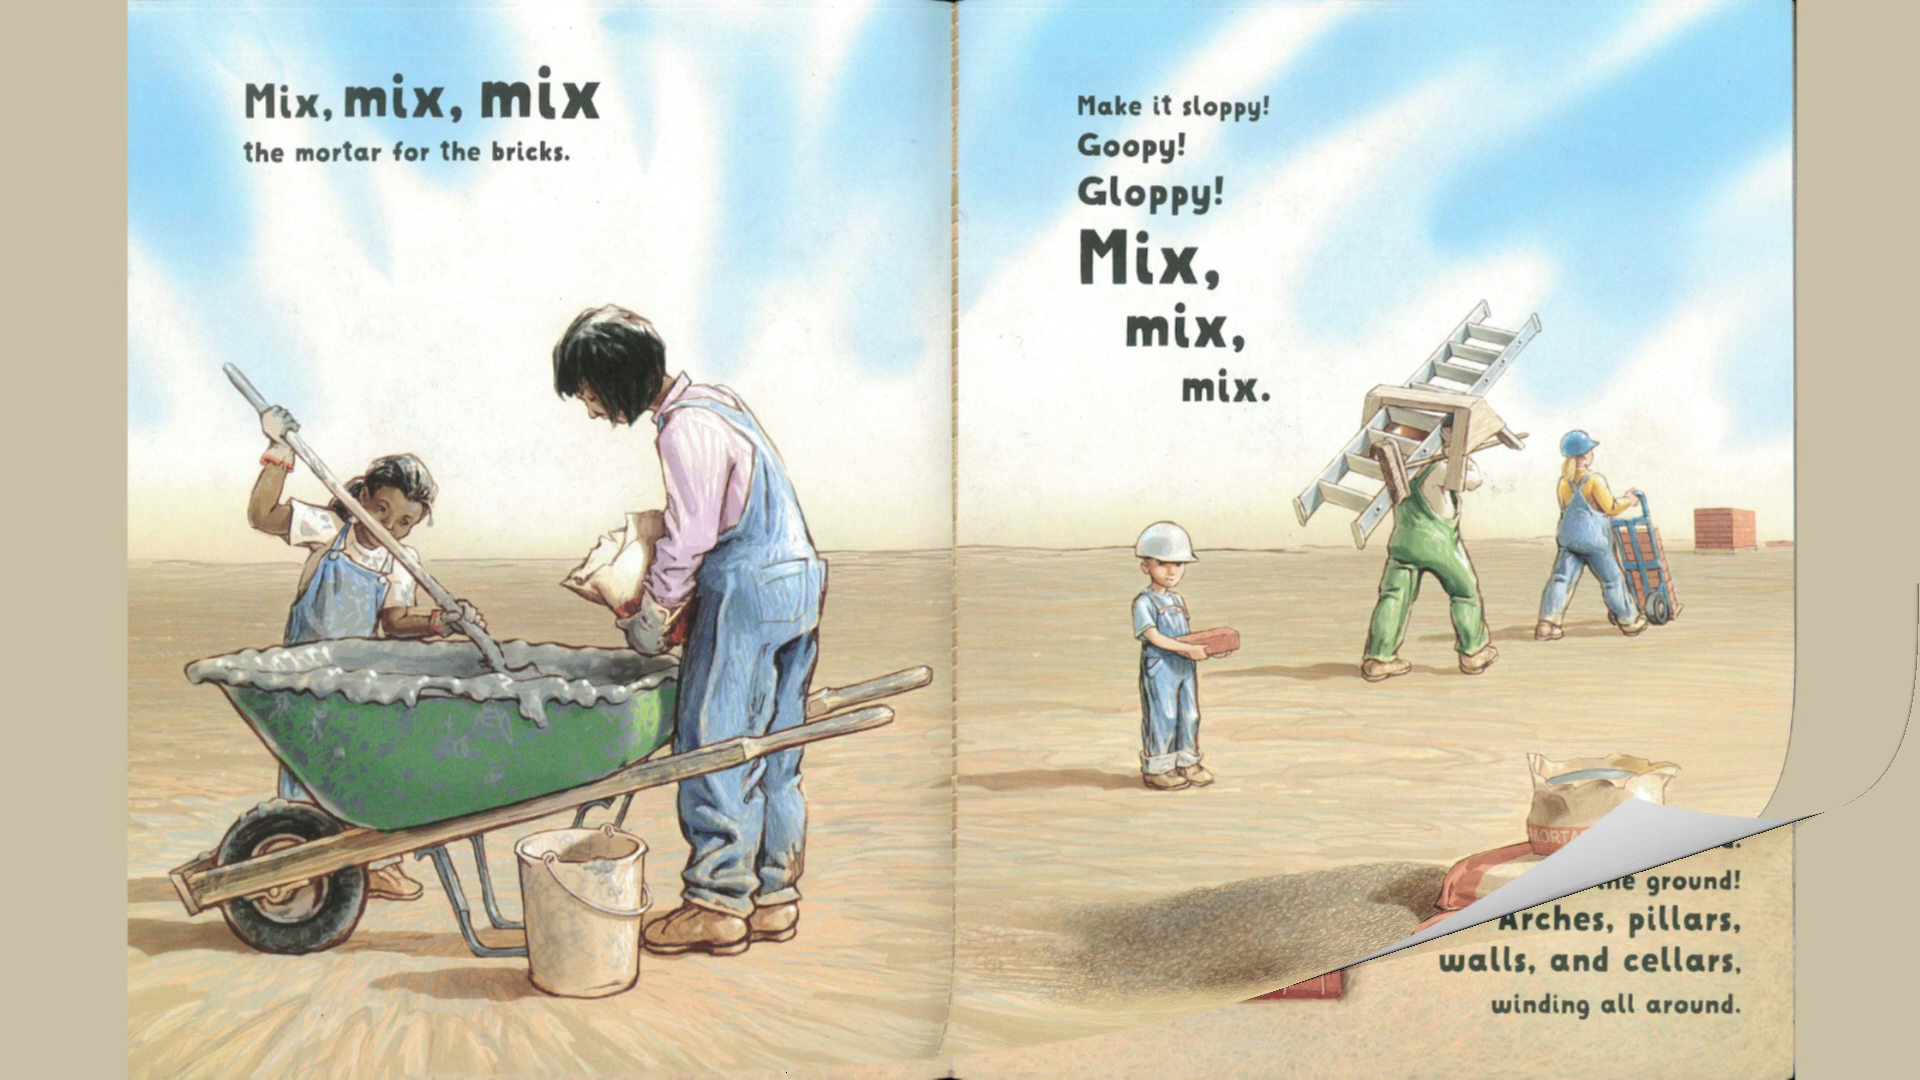 Mix, mix, mix
the mortar for the bricks.
Make it sloppy!
Goopy!
Gloppy!
Mix,
mix,
mix.
ground!
Arches, pillars,
walls, and cellars,
winding all around.